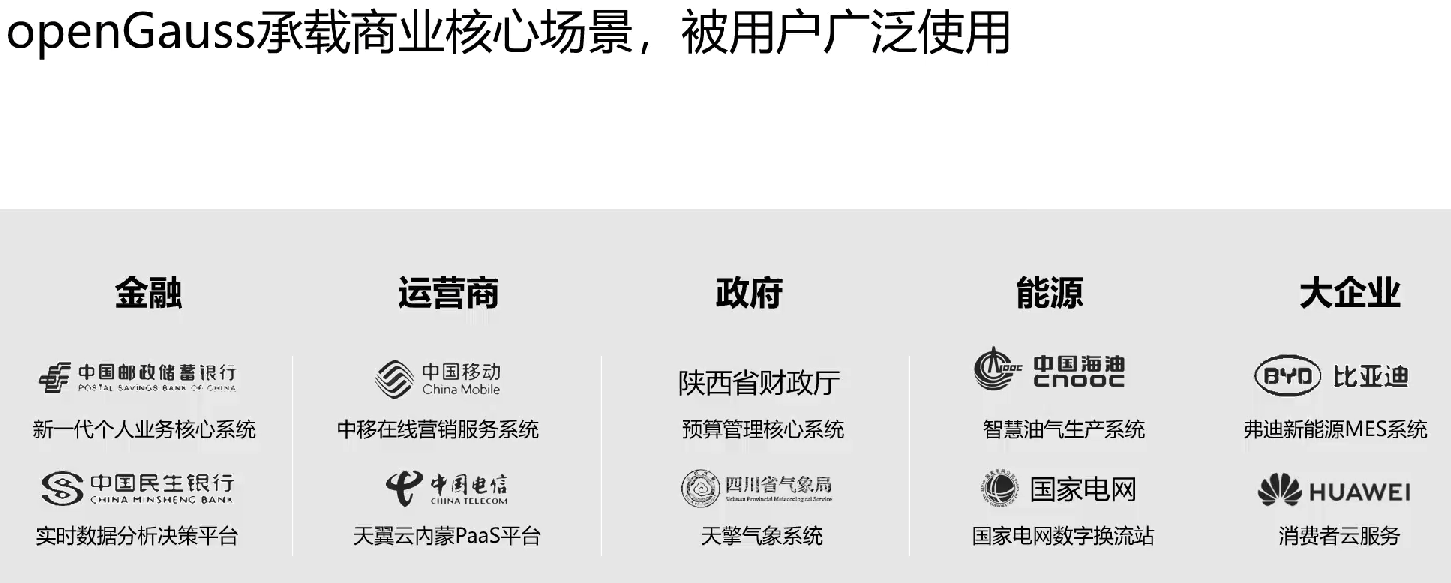 openGauss承载商业核心场景，被用户广泛使用
金融
运营商
政府
能源
大企业
中国邮政储蓄银行
POSTAL SAVINGS BANK OF CHINA
新一代个人业务核心系统
中国移动
China Mobile
中移在线营销服务系统
陕西省财政厅
预算管理核心系统
中国海油
CNOOC
智慧油气生产系统
BYD 比亚迪
弗迪新能源MES系统
中国民生银行
CHINA MINSHENG BANK
实时数据分析决策平台
中国电信
CHINA TELECOM
天翼云内蒙PaaS平台
四川省气象局
Sichuan Provincial Meteorological Service
天擎气象系统
国家电网
国家电网数字换流站
HUAWEI
消费者云服务